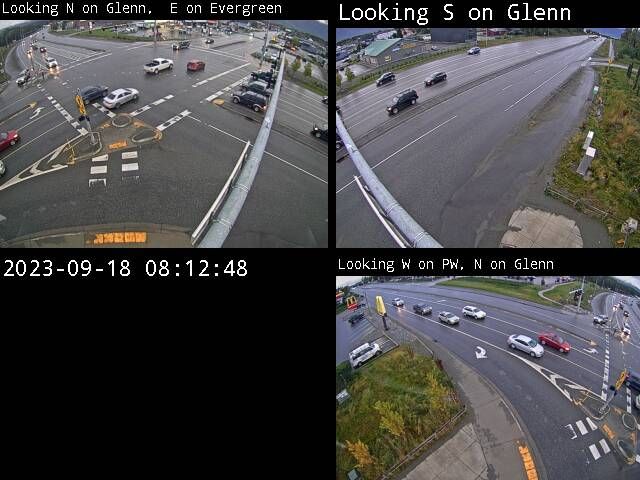 Looking N on Glenn,  E on Evergreen
Looking S on Glenn
2023-09-18 08:12:48
Looking W on PW, N on Glenn